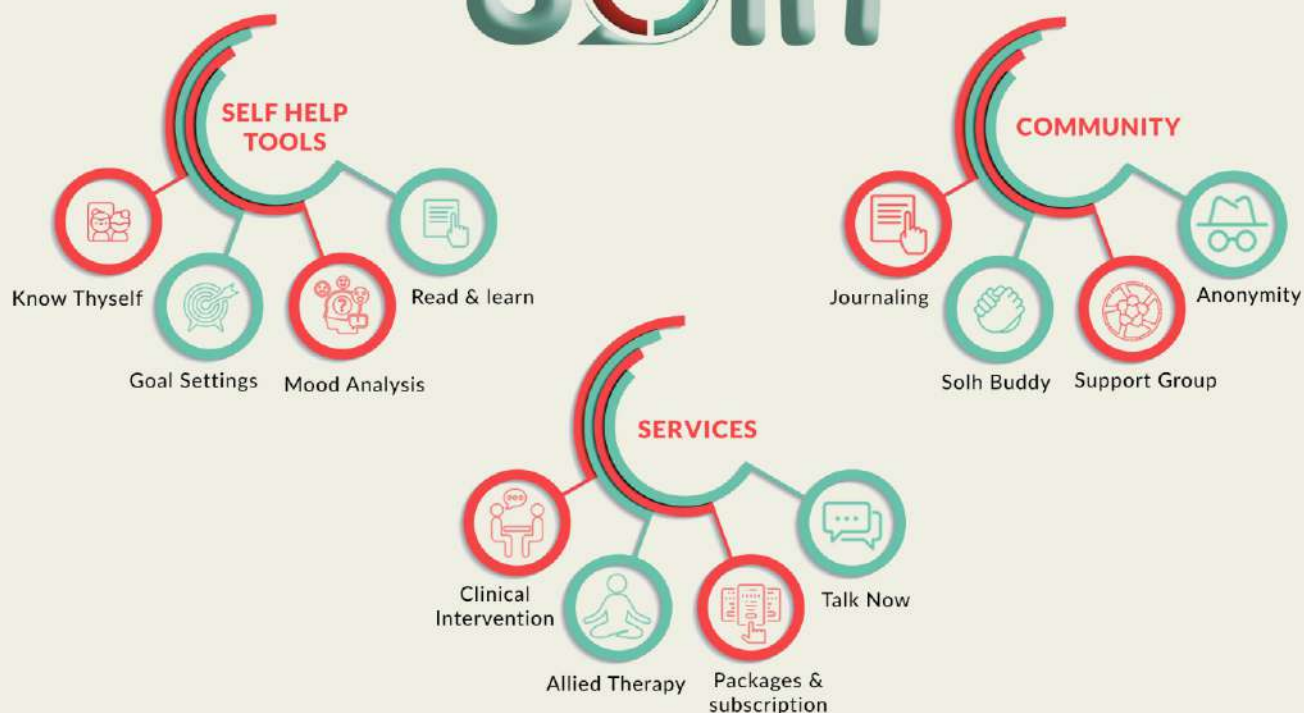 SELF HELP
TOOLS
Know Thyself
Goal Settings
Mood Analysis
Read & learn
COMMUNITY
Journaling
Solh Buddy
Support Group
Anonymity
SERVICES
Clinical
Intervention
Allied Therapy
Packages &
subscription
Talk Now